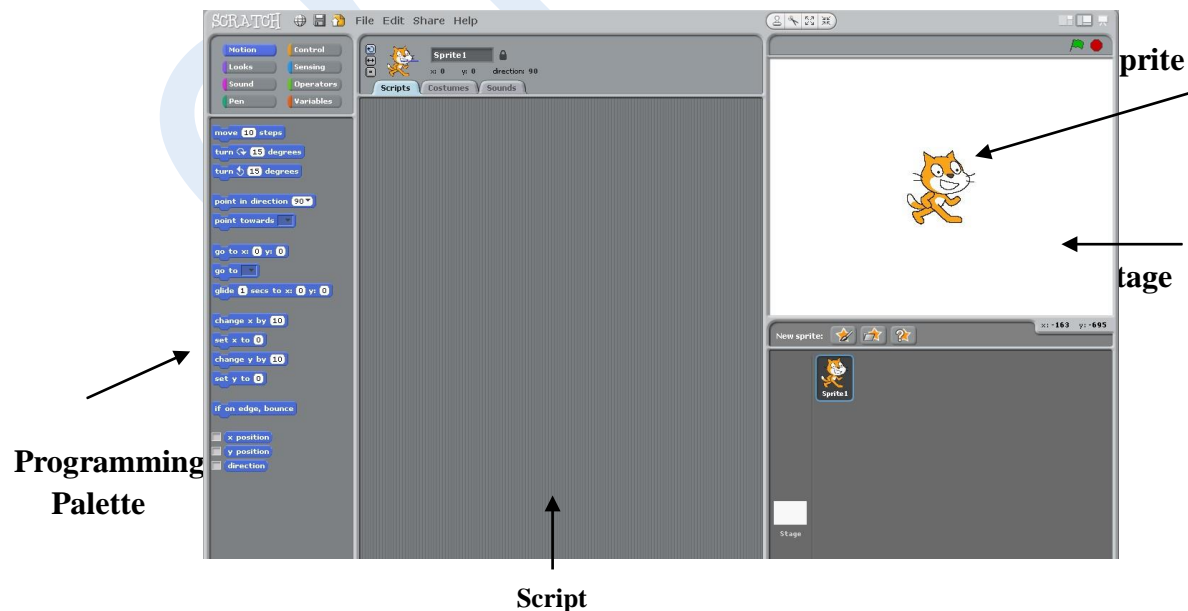 SCRATCH File Edit Share Help
Motion Control
Looks Sensing
Sound Operators
Pen Variables
Sprite1
x: 0 y: 0 direction: 90
Scripts Costumes Sounds
move 10 steps
turn 15 degrees
turn 15 degrees
point in direction 90
point towards
go to x: 0 y: 0
go to
glide 1 secs to x: 0 y: 0
change x by 10
set x to 0
change y by 10
set y to 0
if on edge, bounce
x position
y position
direction
prite
tage
x: -163 y: -695
New sprite:
Sprite1
Stage
Programming
Palette
Script